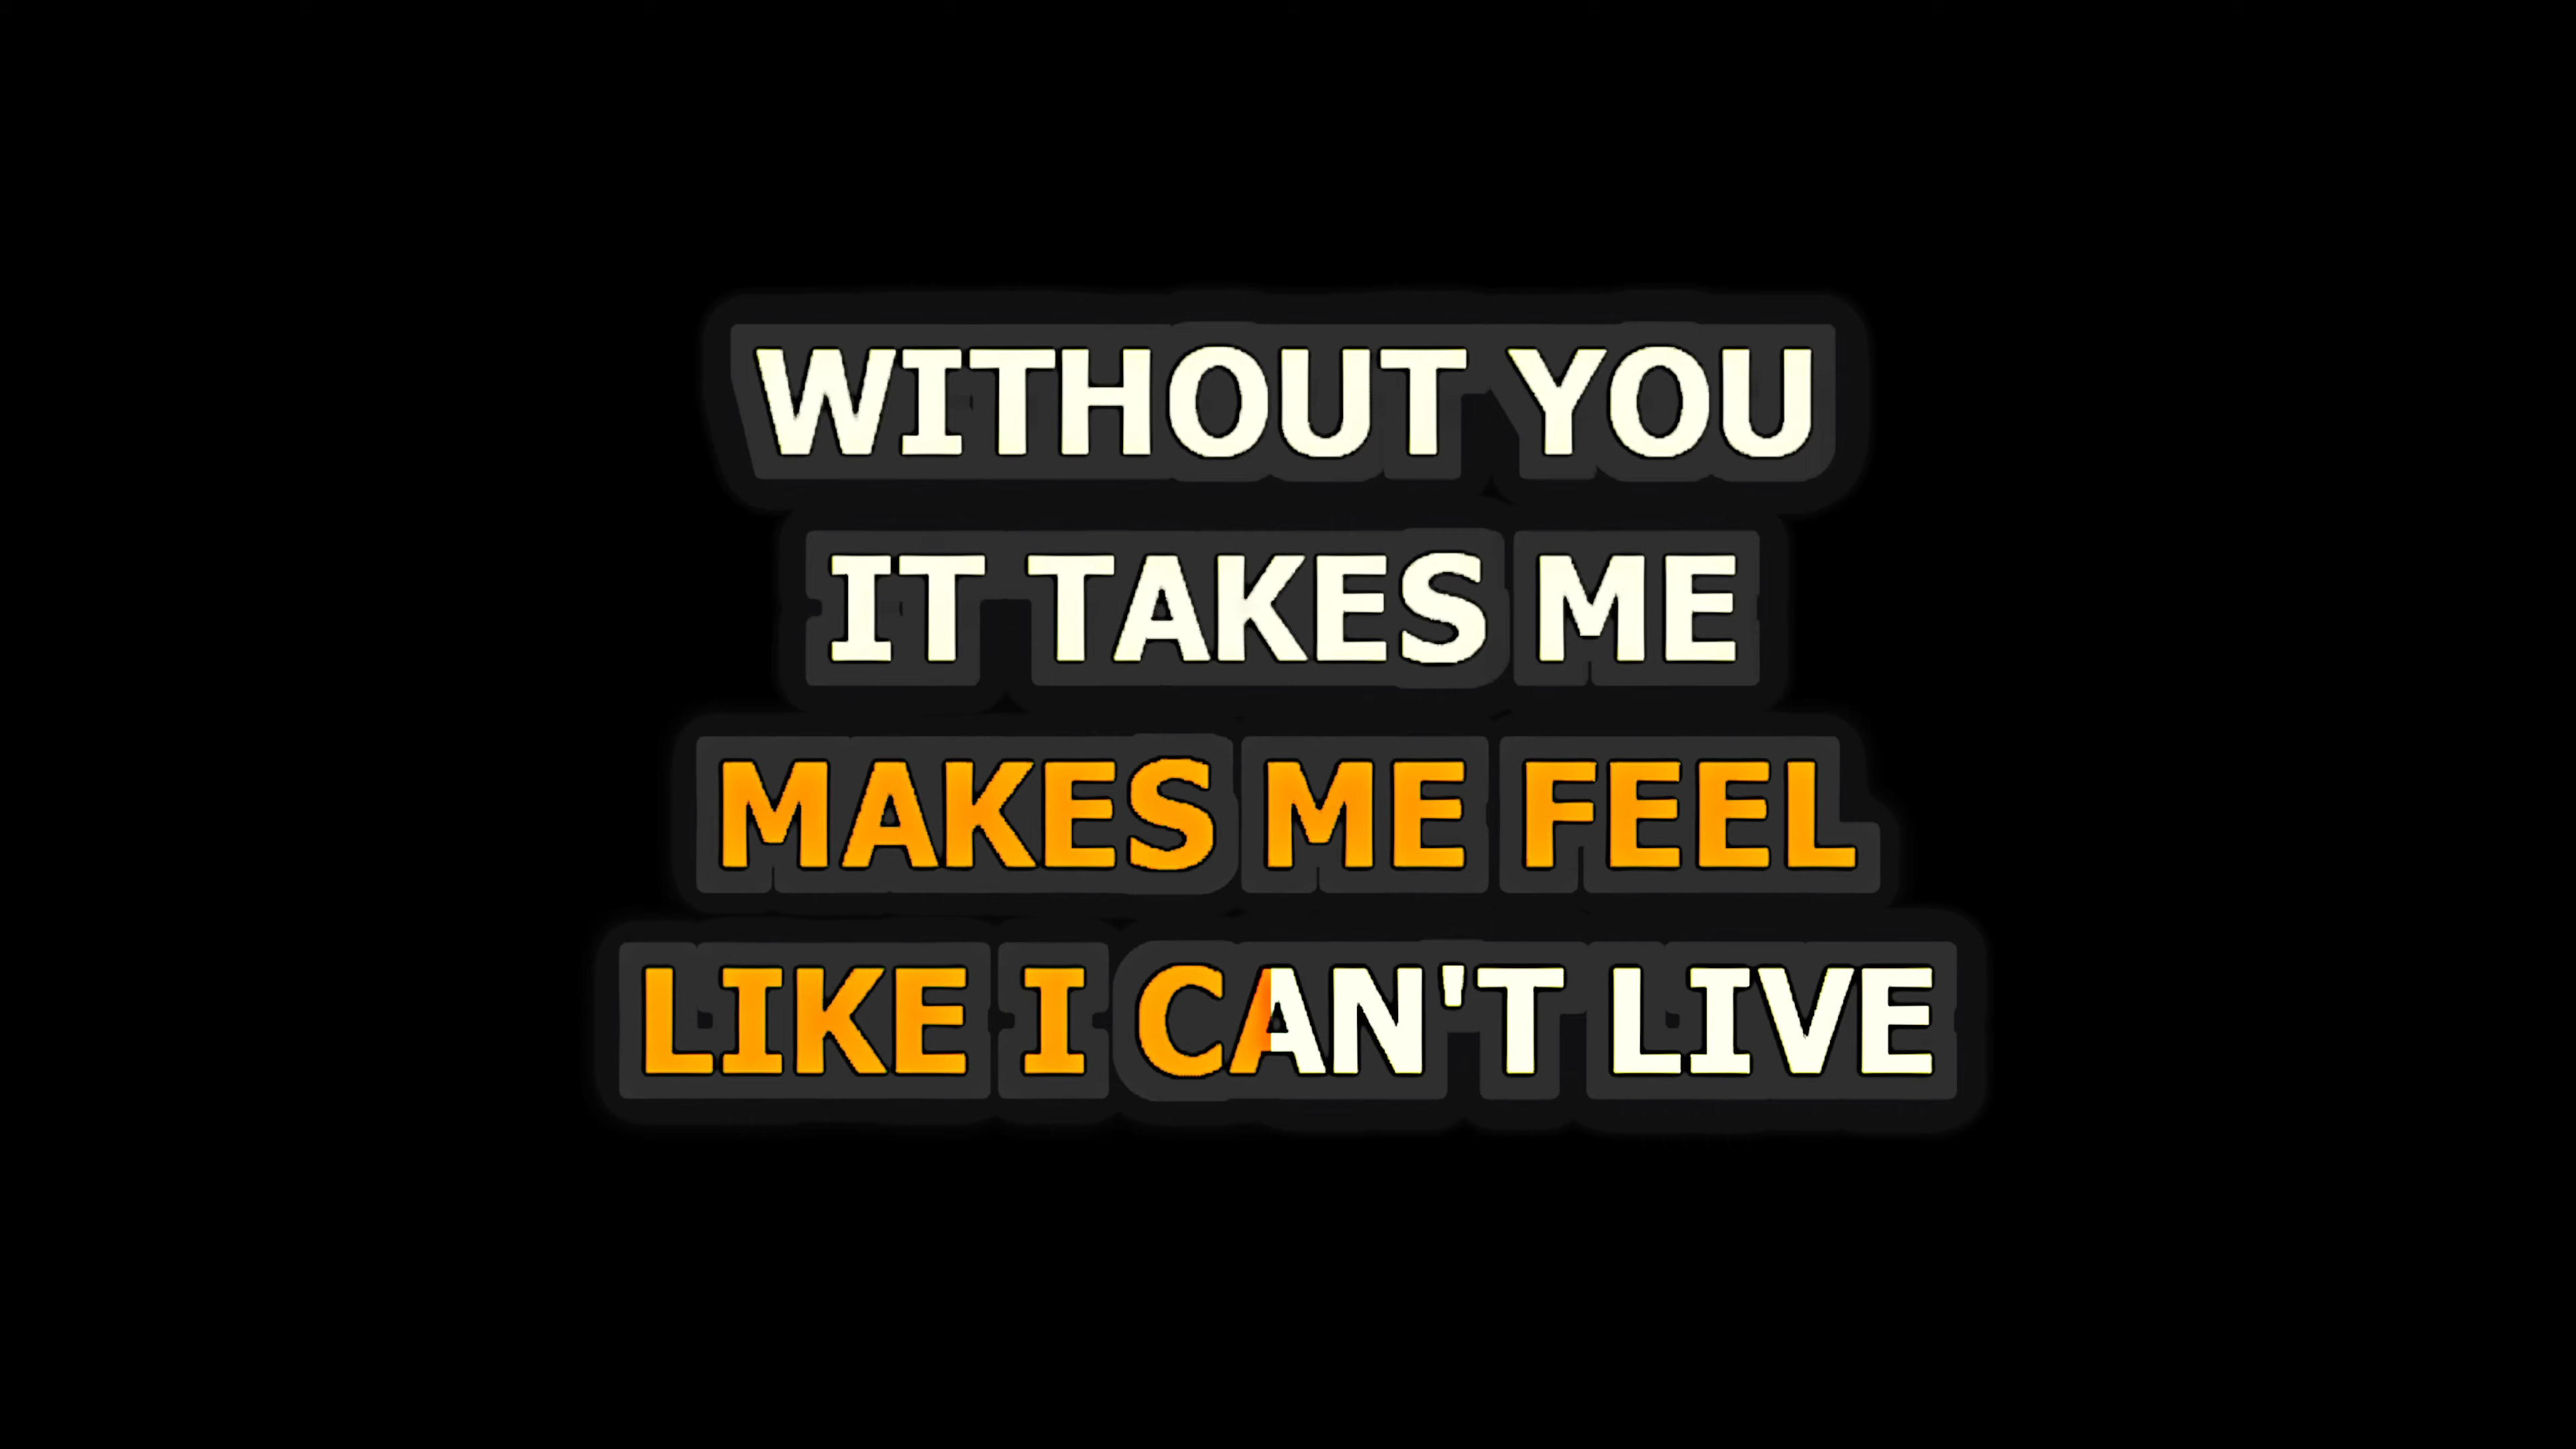 WITHOUT YOU
IT TAKES ME
MAKES ME FEEL
LIKE I CAN'T LIVE